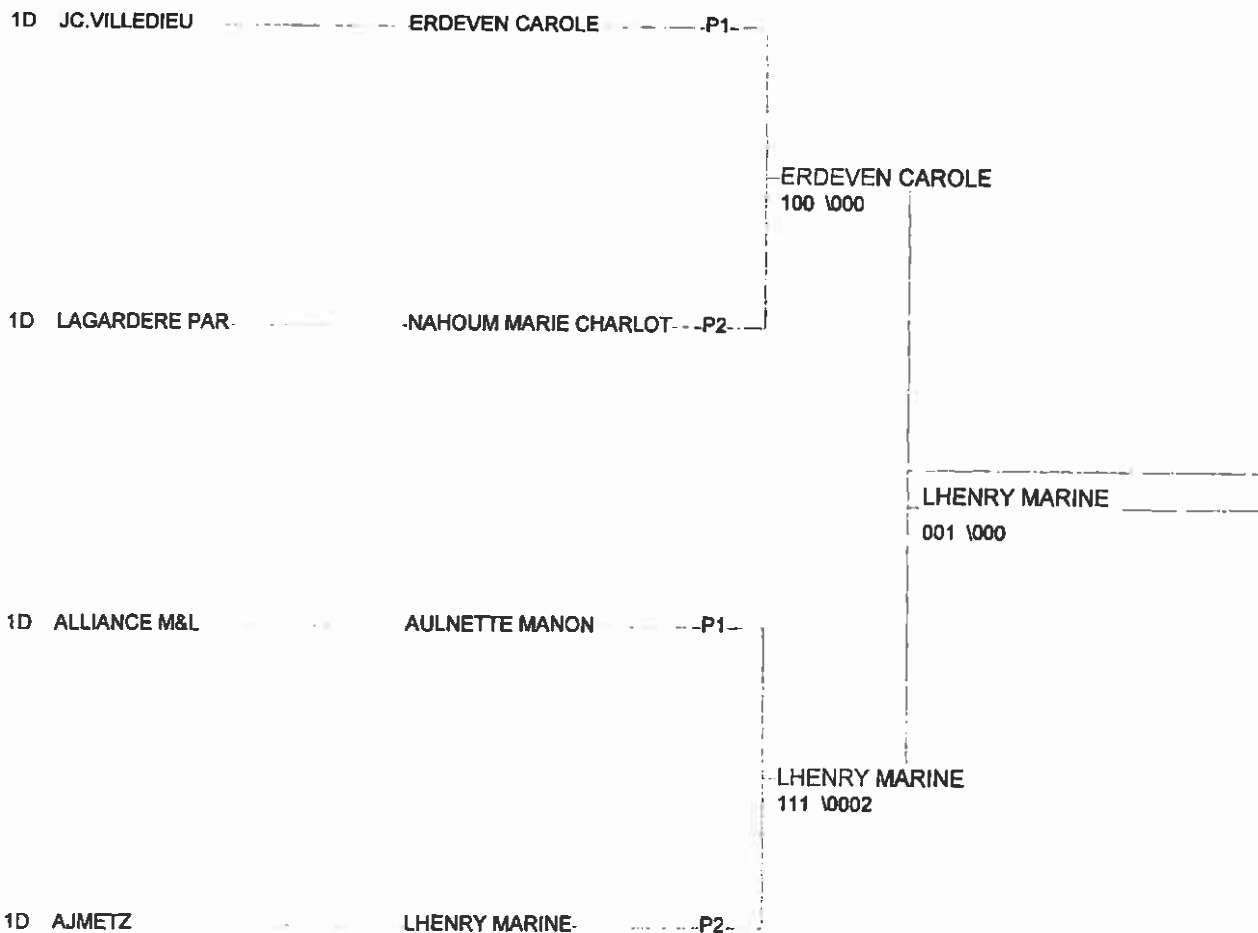 1D JC.VILLEDIEU ERDEVEN CAROLE -P1-
ERDEVEN CAROLE
100 \000
1D LAGARDERE PAR NAHOUM MARIE CHARLOT -P2-
LHENRY MARINE
001 \000
1D ALLIANCE M&L AULNETTE MANON -P1-
LHENRY MARINE
111 \0002
1D AJMETZ LHENRY MARINE -P2-